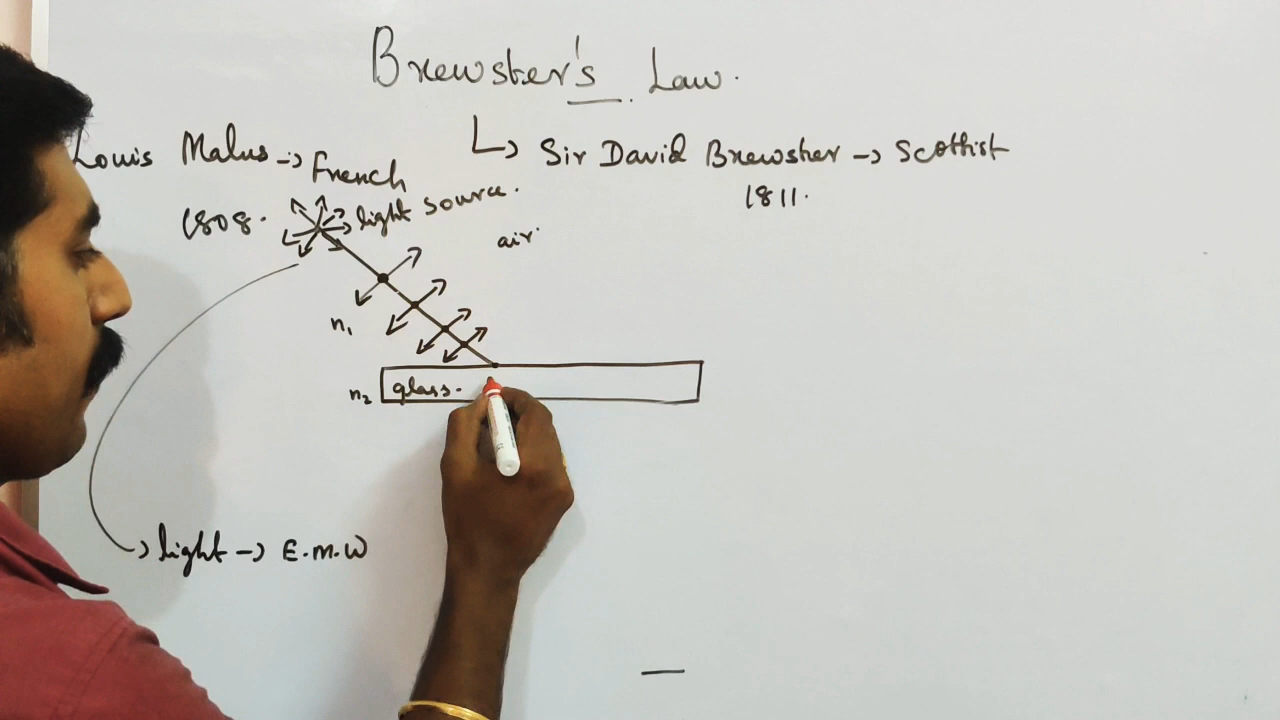 Brewster's Law.
Louis Malus → French
1808.
↳ Sir David Brewster → Scottish
1811.
light source.
air
n₁
n₂
glass.
→ light → E.M.W